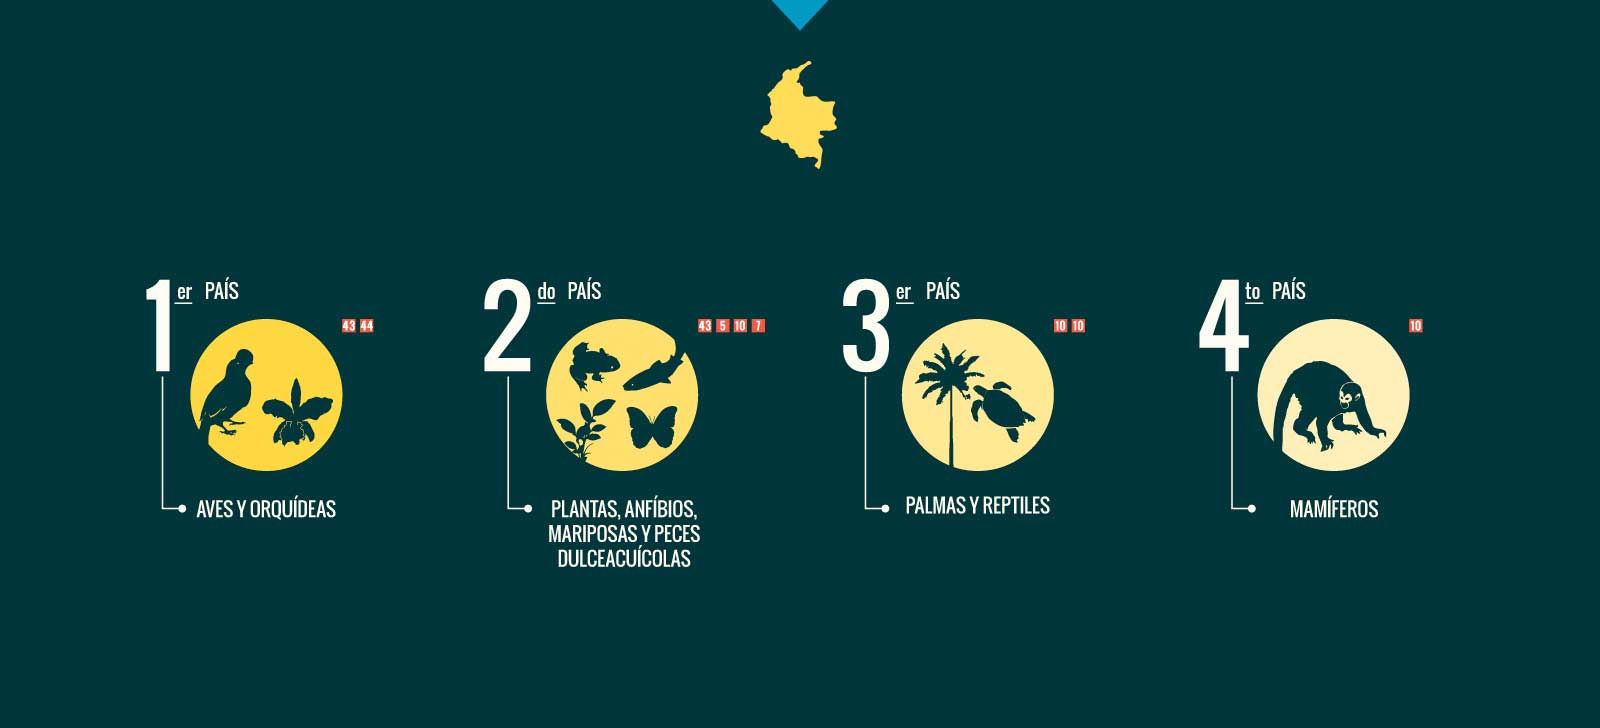 1er PAÍS
43 44
AVES Y ORQUÍDEAS
2do PAÍS
43 5 10 7
PLANTAS, ANFÍBIOS,
MARIPOSAS Y PECES
DULCEACUÍCOLAS
3er PAÍS
10 10
PALMAS Y REPTILES
4to PAÍS
10
MAMÍFEROS